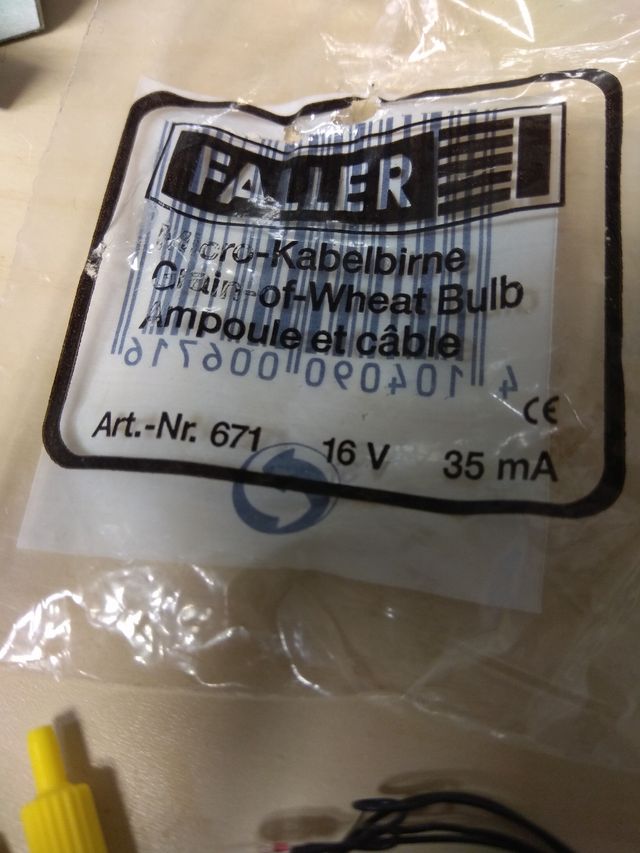 FALLER
Micro-Kabelbirne
Grain-of-Wheat Bulb
Ampoule et câble
4 104090 006716
CE
Art.-Nr. 671 16 V 35 mA